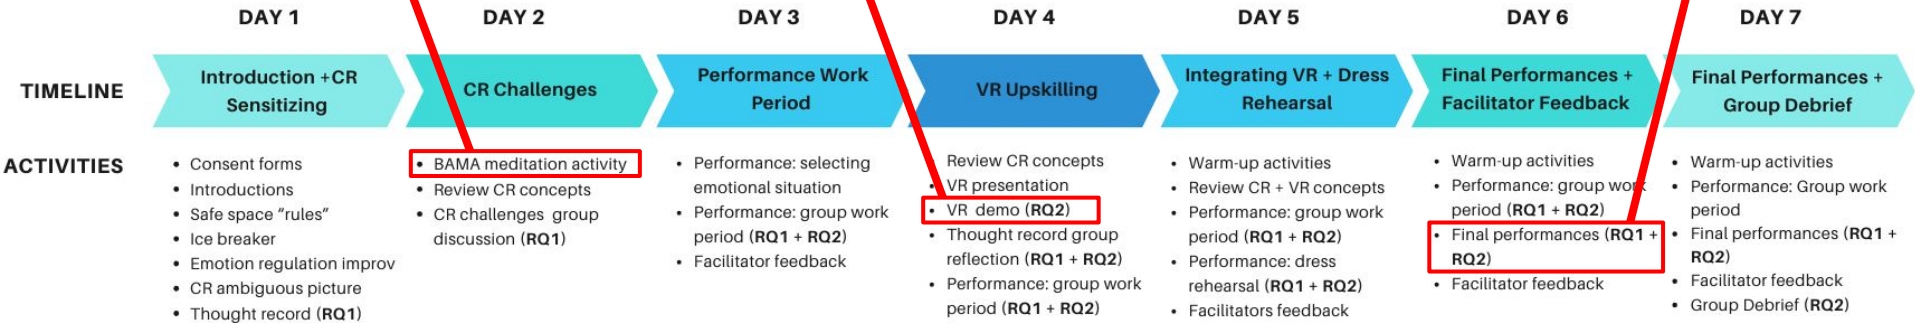 DAY 1
DAY 2
DAY 3
DAY 4
DAY 5
DAY 6
DAY 7
TIMELINE
Introduction +CR
Sensitizing
CR Challenges
Performance Work
Period
VR Upskilling
Integrating VR + Dress
Rehearsal
Final Performances +
Facilitator Feedback
Final Performances +
Group Debrief
ACTIVITIES
• Consent forms
• Introductions
• Safe space “rules”
• Ice breaker
• Emotion regulation improv
• CR ambiguous picture
• Thought record (RQ1)
• BAMA meditation activity
• Review CR concepts
• CR challenges group
discussion (RQ1)
• Performance: selecting
emotional situation
• Performance: group work
period (RQ1 + RQ2)
• Facilitator feedback
Review CR concepts
• VR presentation
• VR demo (RQ2)
• Thought record group
reflection (RQ1 + RQ2)
• Performance: group work
period (RQ1 + RQ2)
• Warm-up activities
• Review CR + VR concepts
• Performance: group work
period (RQ1 + RQ2)
• Performance: dress
rehearsal (RQ1 + RQ2)
• Facilitators feedback
• Warm-up activities
• Performance: group work
period (RQ1 + RQ2)
• Final performances (RQ1 +
RQ2)
• Facilitator feedback
• Warm-up activities
• Performance: Group work
period
• Final performances (RQ1 +
RQ2)
• Facilitator feedback
• Group Debrief (RQ2)